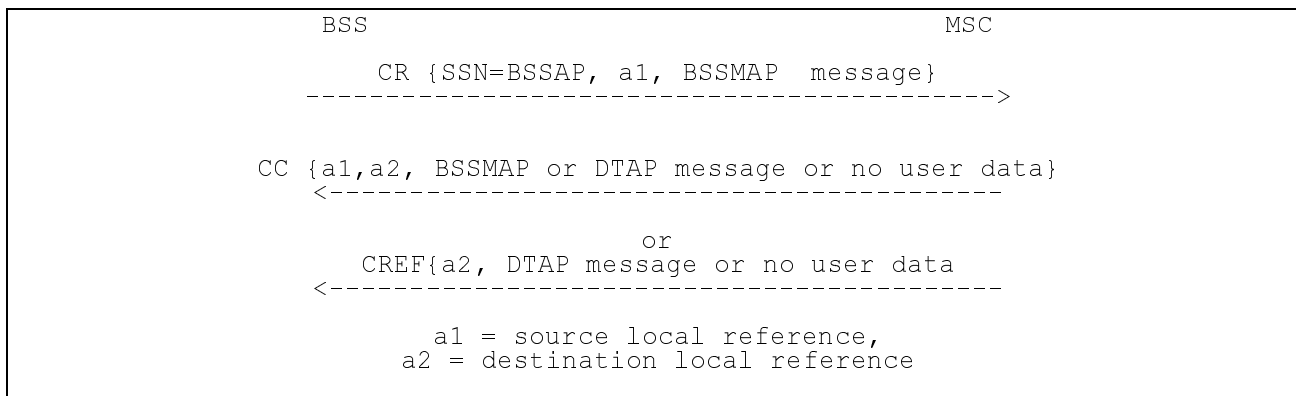 BSS MSC
CR {SSN=BSSAP, a1, BSSMAP message}
-------------------------------------------->
CC {a1,a2, BSSMAP or DTAP message or no user data}
<-------------------------------------------
or
CREF{a2, DTAP message or no user data
<-------------------------------------------
a1 = source local reference,
a2 = destination local reference